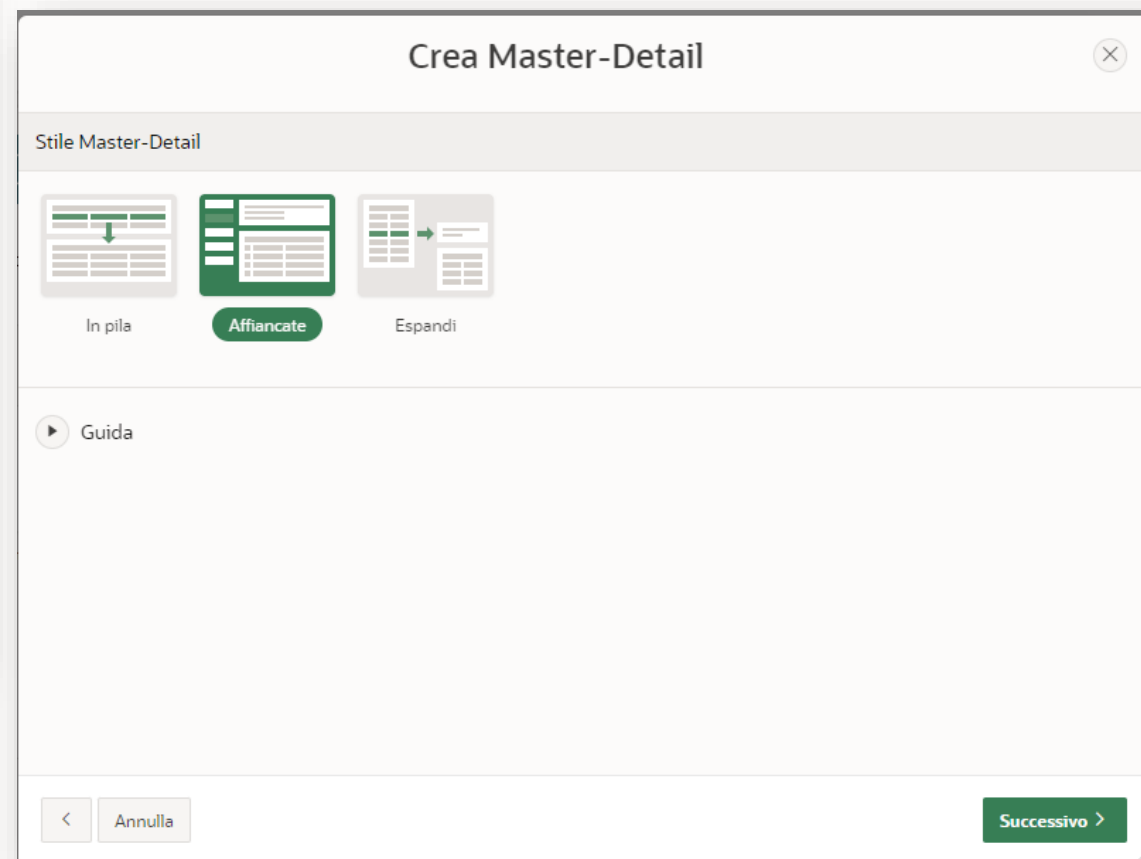 Crea Master-Detail
Stile Master-Detail
In pila
Affiancate
Espandi
Guida
Annulla
Successivo